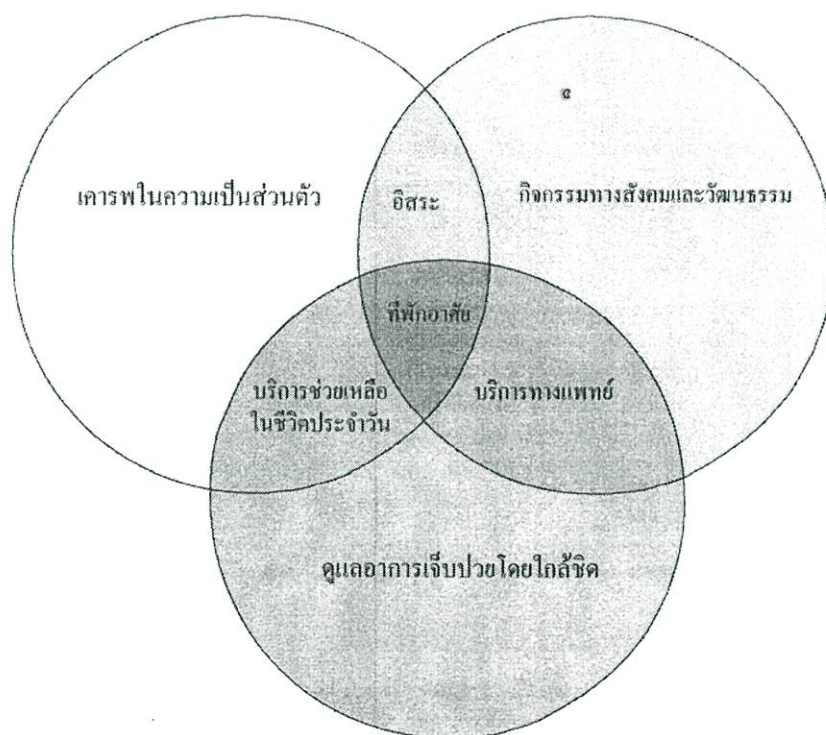 เคารพในความเป็นส่วนตัว
อิสระ
กิจกรรมทางสังคมและวัฒนธรรม
ที่พักอาศัย
บริการช่วยเหลือ
ในชีวิตประจำวัน
บริการทางแพทย์
ดูแลอาการเจ็บป่วยโดยใกล้ชิด